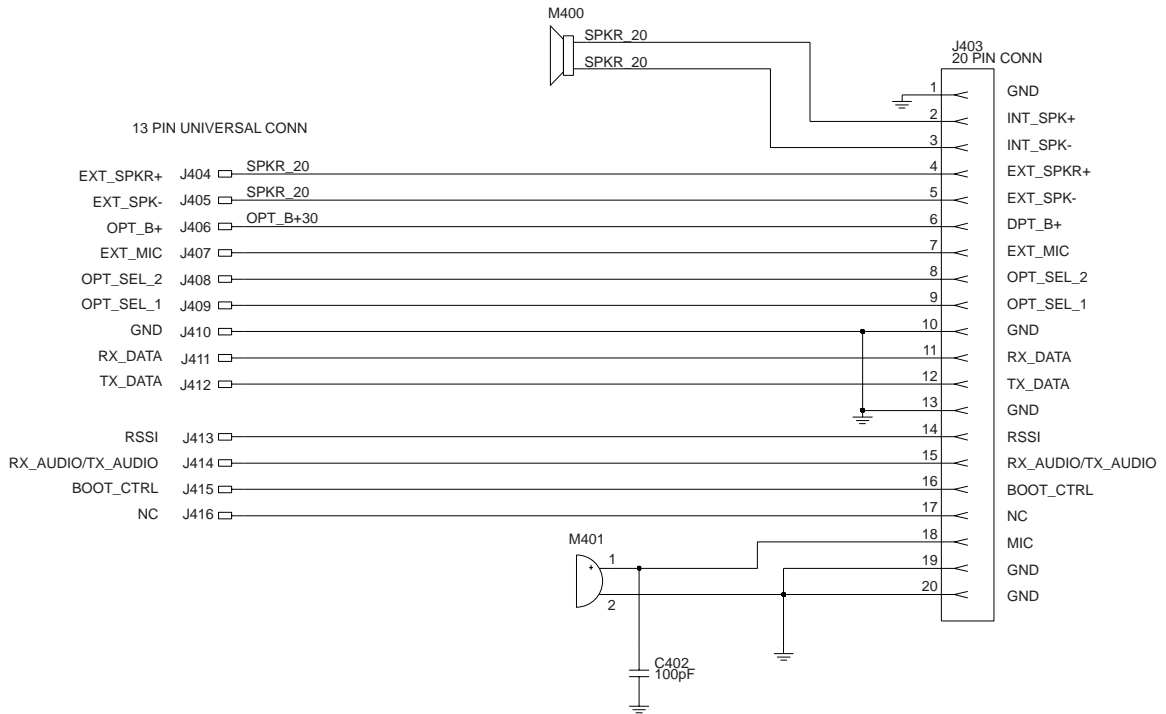 M400
SPKR_20
SPKR_20
J403
20 PIN CONN
13 PIN UNIVERSAL CONN
1 GND
2 INT_SPK+
3 INT_SPK-
EXT_SPKR+ J404 SPKR_20 4 EXT_SPKR+
EXT_SPK- J405 SPKR_20 5 EXT_SPK-
OPT_B+ J406 OPT_B+30 6 DPT_B+
EXT_MIC J407 7 EXT_MIC
OPT_SEL_2 J408 8 OPT_SEL_2
OPT_SEL_1 J409 9 OPT_SEL_1
GND J410 10 GND
RX_DATA J411 11 RX_DATA
TX_DATA J412 12 TX_DATA
13 GND
RSSI J413 14 RSSI
RX_AUDIO/TX_AUDIO J414 15 RX_AUDIO/TX_AUDIO
BOOT_CTRL J415 16 BOOT_CTRL
NC J416 17 NC
18 MIC
M401
+ 1 19 GND
2 20 GND
C402
100pF